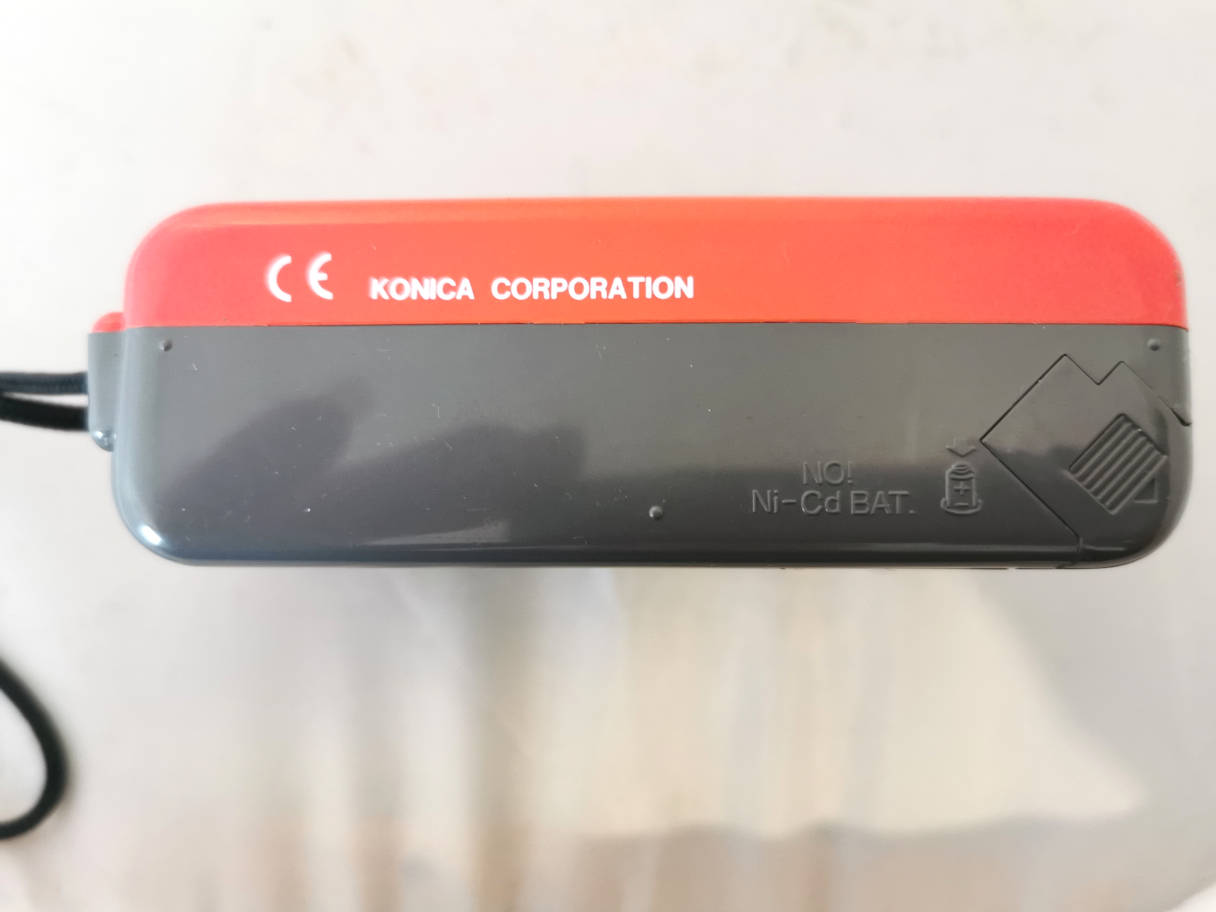 CE KONICA CORPORATION
NO!
Ni-Cd BAT.